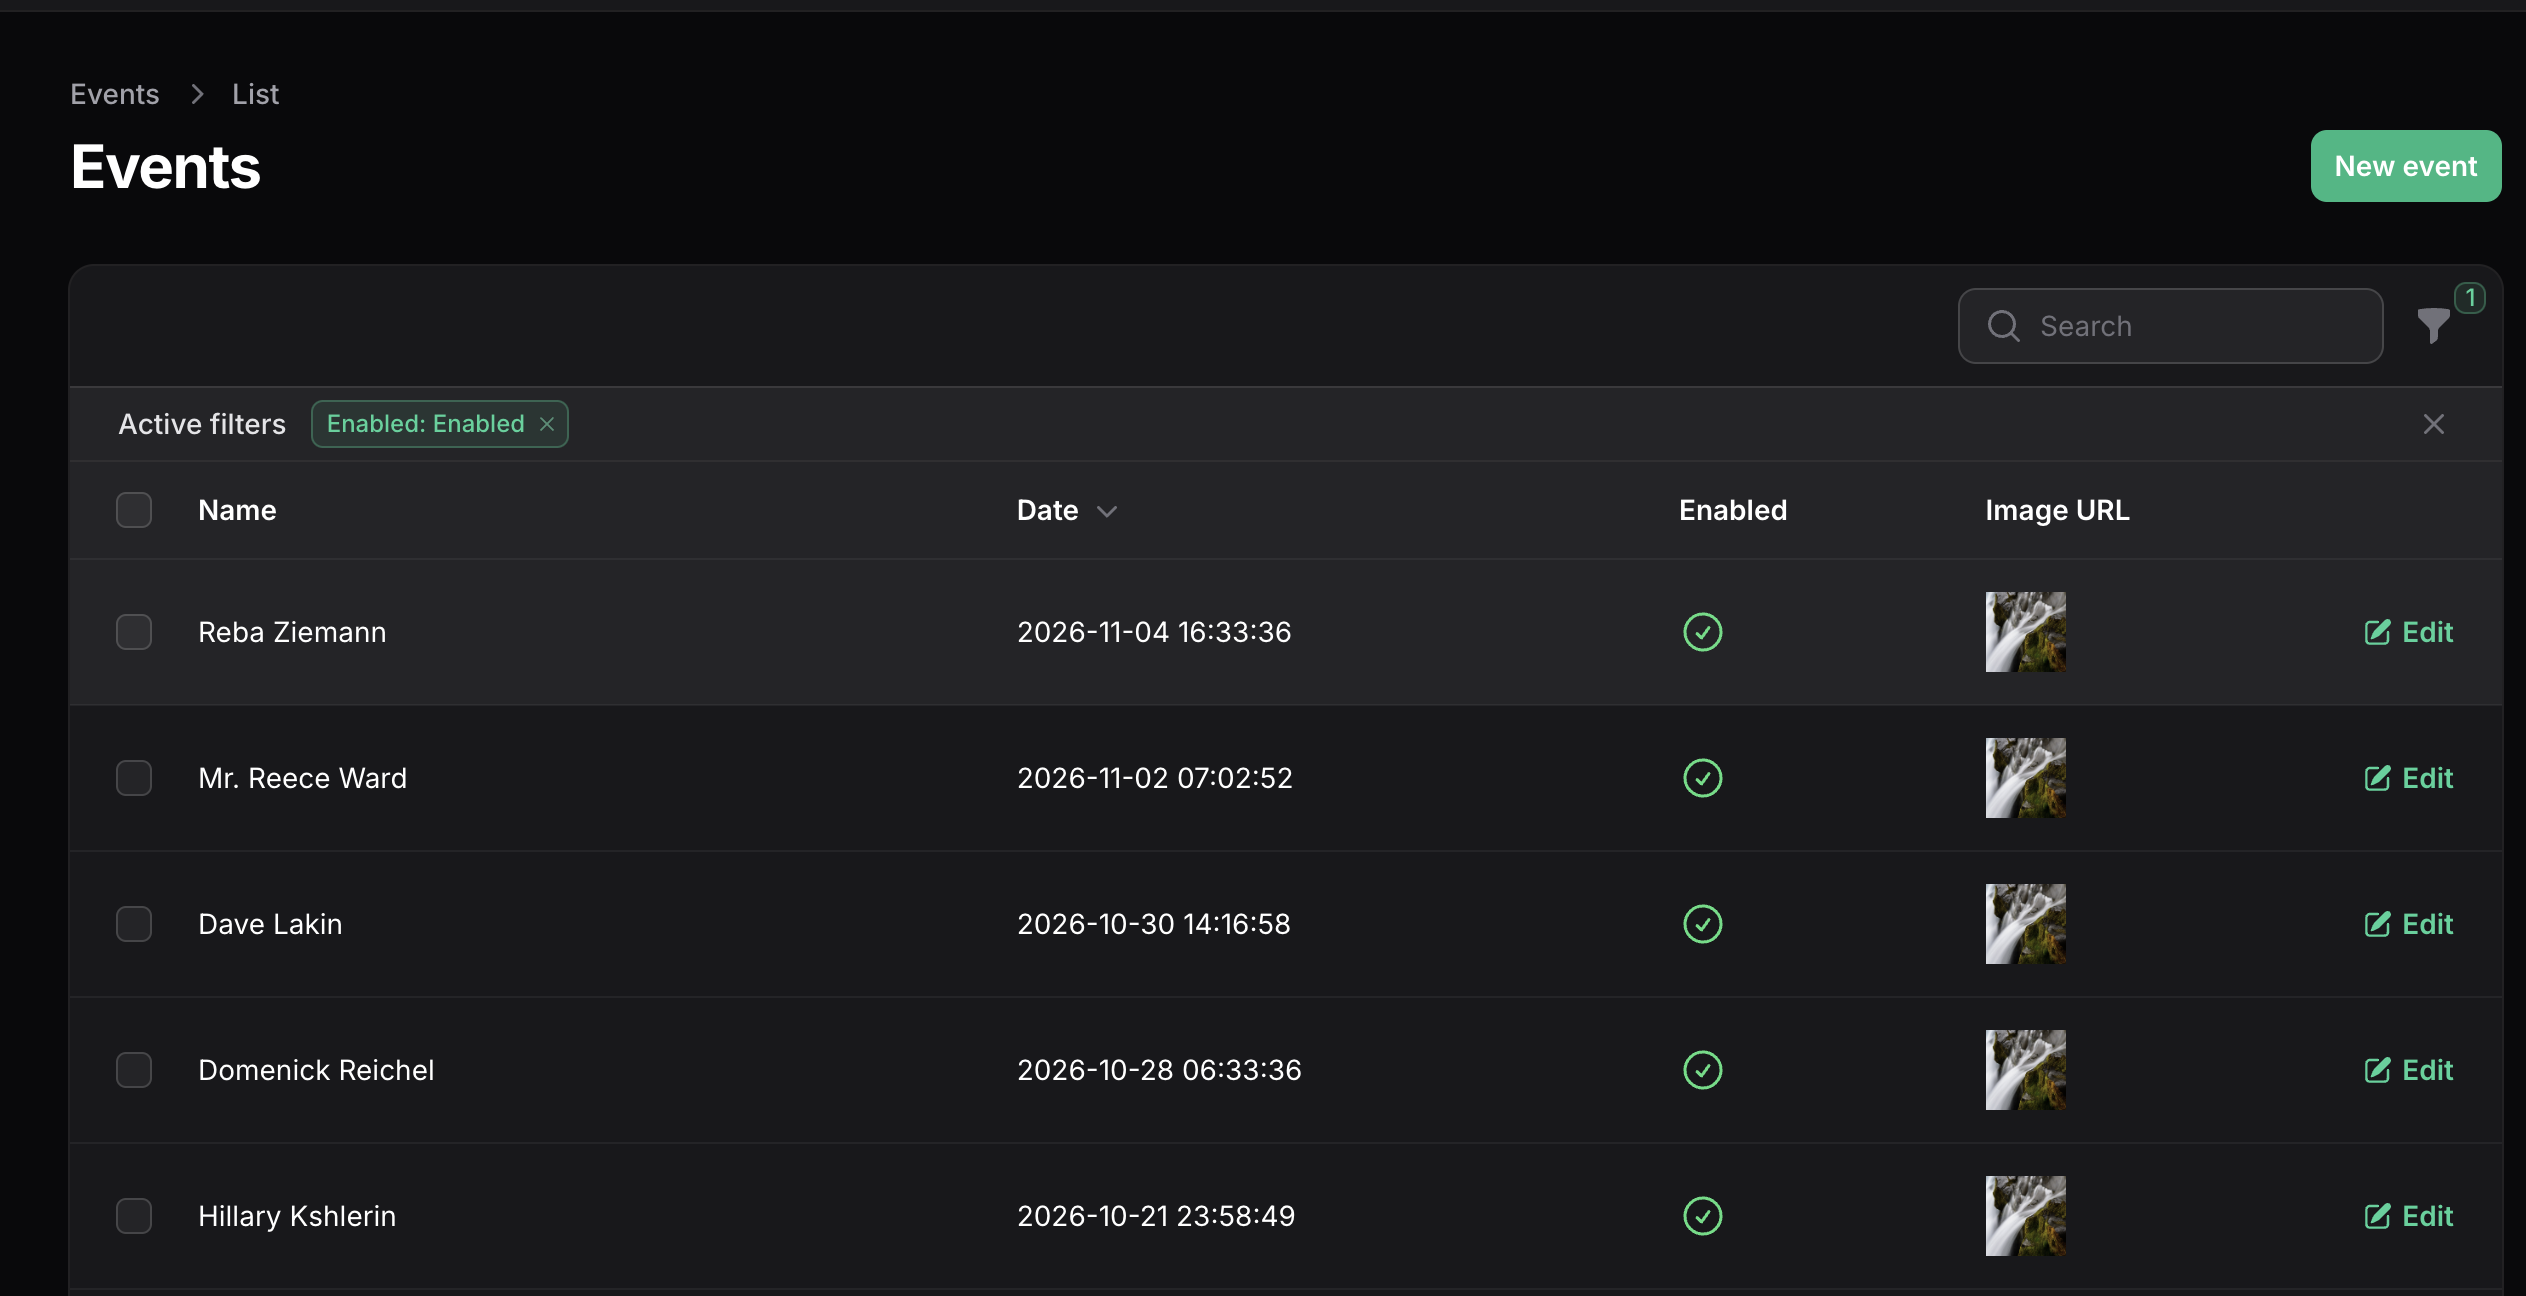 Events > List
Events
New event
Search
1
Active filters Enabled: Enabled
Name Date Enabled Image URL
Reba Ziemann 2026-11-04 16:33:36 Edit
Mr. Reece Ward 2026-11-02 07:02:52 Edit
Dave Lakin 2026-10-30 14:16:58 Edit
Domenick Reichel 2026-10-28 06:33:36 Edit
Hillary Kshlerin 2026-10-21 23:58:49 Edit